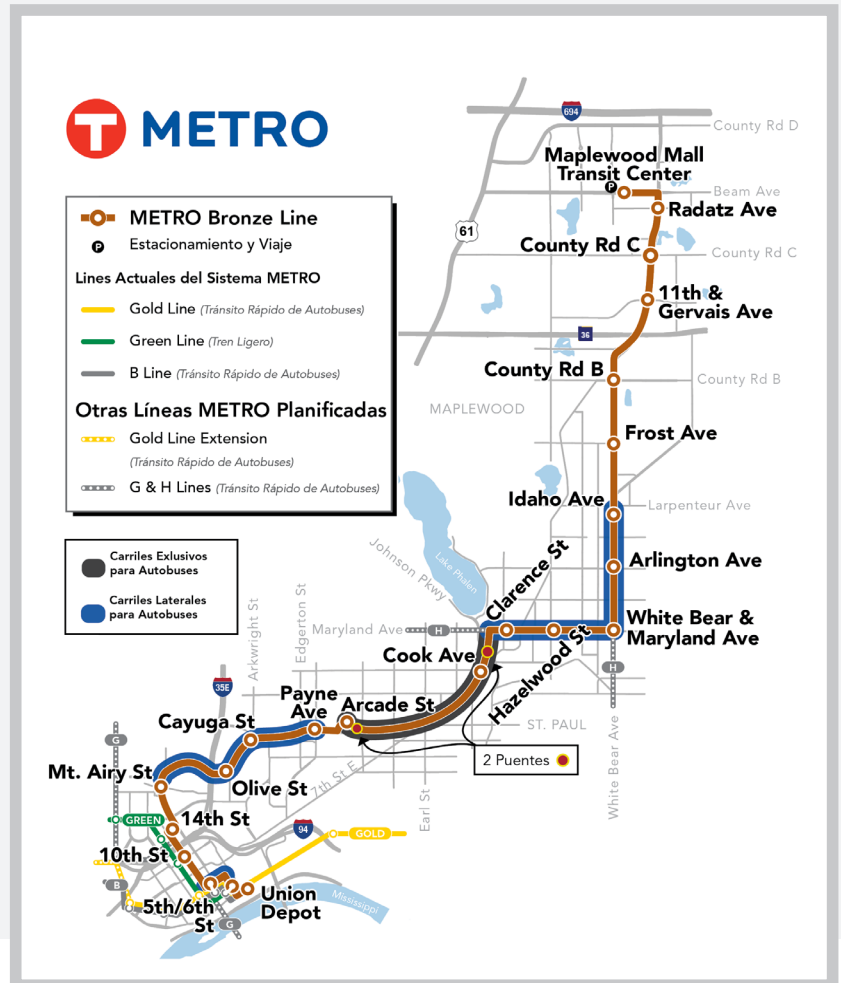 T METRO
METRO Bronze Line
P Estacionamiento y Viaje
Lines Actuales del Sistema METRO
Gold Line (Tránsito Rápido de Autobuses)
Green Line (Tren Ligero)
B Line (Tránsito Rápido de Autobuses)
Otras Líneas METRO Planificadas
Gold Line Extension
(Tránsito Rápido de Autobuses)
G & H Lines (Tránsito Rápido de Autobuses)
Carriles Exlusivos
para Autobuses
Carriles Laterales
para Autobuses
694
County Rd D
Maplewood Mall
Transit Center
P
Beam Ave
Radatz Ave
61
County Rd C
County Rd C
11th &
Gervais Ave
36
County Rd B
County Rd B
MAPLEWOOD
Frost Ave
Idaho Ave
Larpenteur Ave
Lake Phalen
Johnson Pkwy
Clarence St
Arlington Ave
Maryland Ave
H
White Bear &
Maryland Ave
Cook Ave
Hazelwood St
H
Arkwright St
Edgerton St
35E
Payne
Ave
Arcade St
Cayuga St
ST. PAUL
White Bear Ave
2 Puentes
G
Mt. Airy St
Olive St
7th St E
Earl St
GREEN
14th St
94
GOLD
10th St
B
5th/6th
St
G
Union
Depot
Mississippi